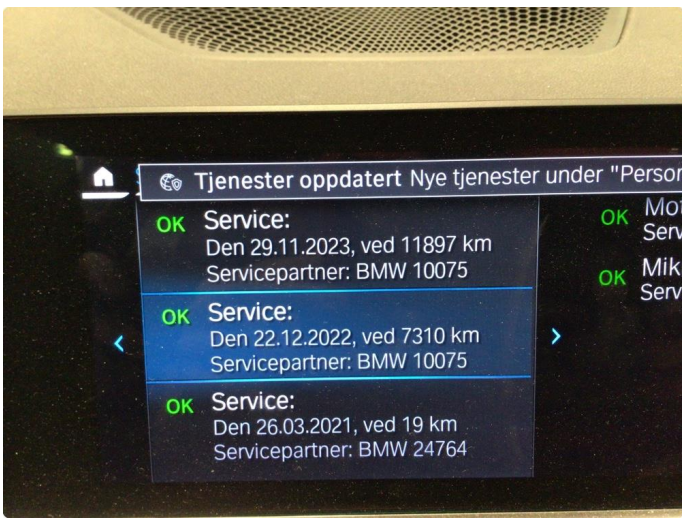 Tjenester oppdatert Nye tjenester under "Person
OK Service:
Den 29.11.2023, ved 11897 km
Servicepartner: BMW 10075
OK Service:
Den 22.12.2022, ved 7310 km
Servicepartner: BMW 10075
OK Service:
Den 26.03.2021, ved 19 km
Servicepartner: BMW 24764
OK Mot
Serv
OK Mik
Serv